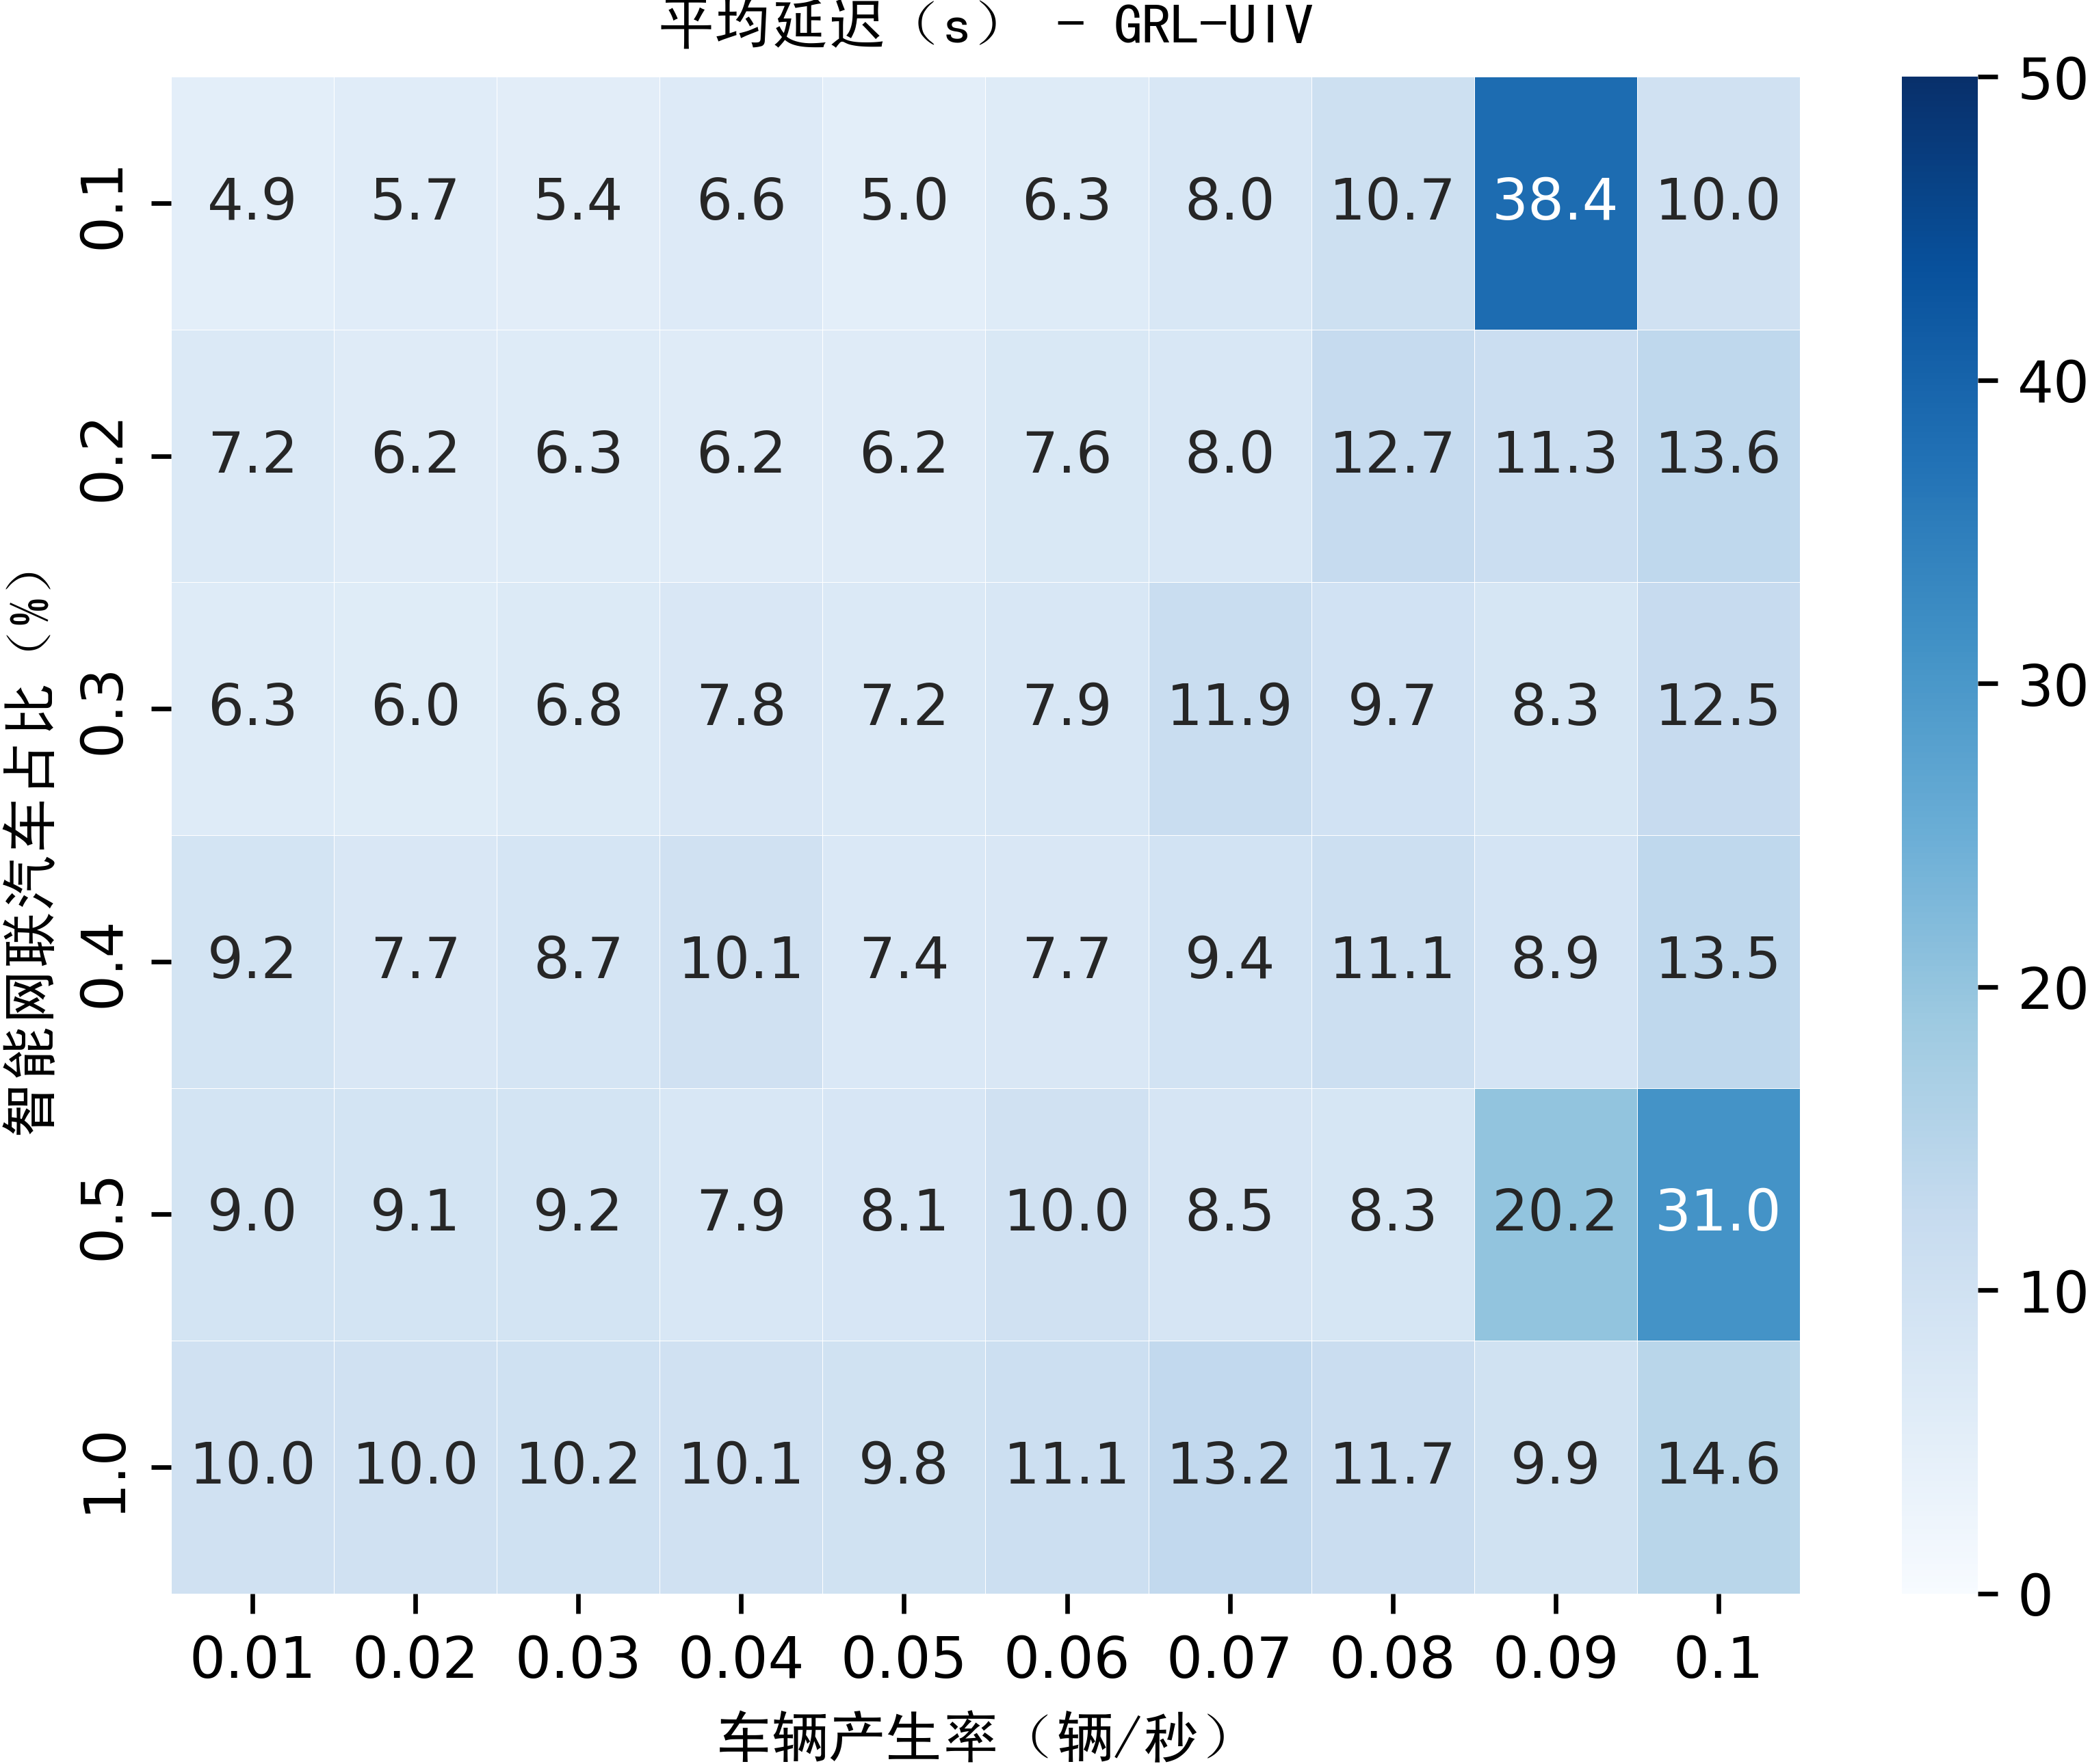 平均延迟（s） - GRL-UIV
50
40
30
20
10
0
智能网联汽车占比（%）
0.1 4.9 5.7 5.4 6.6 5.0 6.3 8.0 10.7 38.4 10.0
0.2 7.2 6.2 6.3 6.2 6.2 7.6 8.0 12.7 11.3 13.6
0.3 6.3 6.0 6.8 7.8 7.2 7.9 11.9 9.7 8.3 12.5
0.4 9.2 7.7 8.7 10.1 7.4 7.7 9.4 11.1 8.9 13.5
0.5 9.0 9.1 9.2 7.9 8.1 10.0 8.5 8.3 20.2 31.0
1.0 10.0 10.0 10.2 10.1 9.8 11.1 13.2 11.7 9.9 14.6
0.01 0.02 0.03 0.04 0.05 0.06 0.07 0.08 0.09 0.1
车辆产生率（辆/秒）